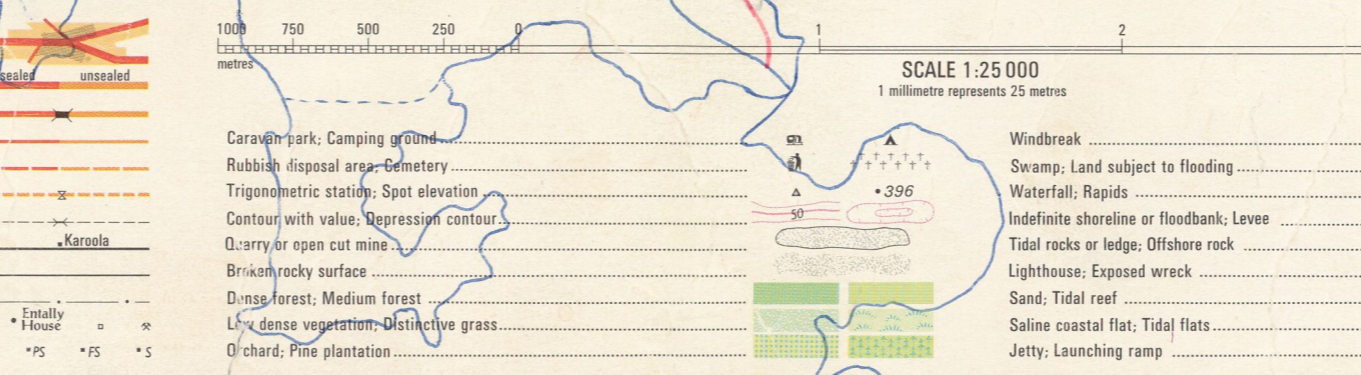 1000 750 500 250 0 1 2
metres
SCALE 1:25 000
1 millimetre represents 25 metres
sealed unsealed
Karoola
Entally
House
PS FS S
Caravan park; Camping ground
Rubbish disposal area; Cemetery
Trigonometric station; Spot elevation
396
Contour with value; Depression contour
50
Quarry or open cut mine
Broken rocky surface
Dense forest; Medium forest
Low dense vegetation; Distinctive grass
Orchard; Pine plantation
Windbreak
Swamp; Land subject to flooding
Waterfall; Rapids
Indefinite shoreline or floodbank; Levee
Tidal rocks or ledge; Offshore rock
Lighthouse; Exposed wreck
Sand; Tidal reef
Saline coastal flat; Tidal flats
Jetty; Launching ramp